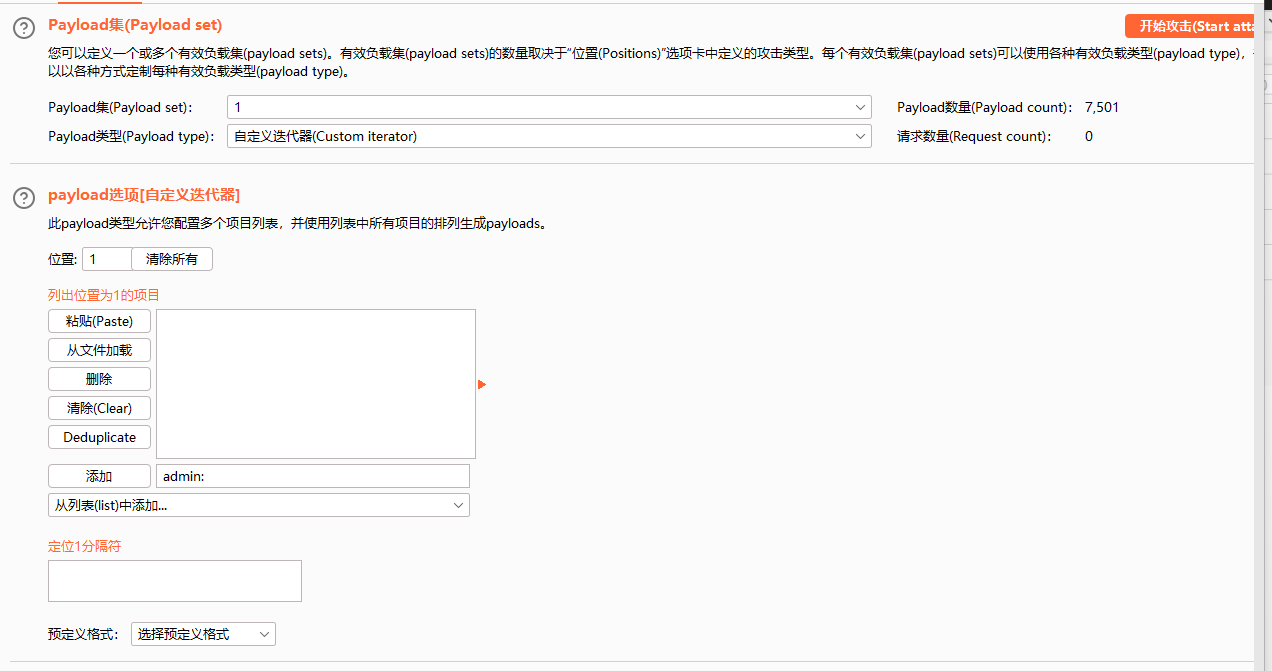 Payload集(Payload set)
开始攻击(Start atta
您可以定义一个或多个有效负载集(payload sets)。有效负载集(payload sets)的数量取决于“位置(Positions)”选项卡中定义的攻击类型。每个有效负载集(payload sets)可以使用各种有效负载类型(payload type)，
以以各种方式定制每种有效负载类型(payload type)。
Payload集(Payload set)： 1 Payload数量(Payload count)： 7,501
Payload类型(Payload type)： 自定义迭代器(Custom iterator) 请求数量(Request count)： 0
payload选项[自定义迭代器]
此payload类型允许您配置多个项目列表，并使用列表中所有项目的排列生成payloads。
位置: 1 清除所有
列出位置为1的项目
粘贴(Paste)
从文件加载
删除
清除(Clear)
Deduplicate
添加 admin:
从列表(list)中添加...
定位1分隔符
预定义格式： 选择预定义格式